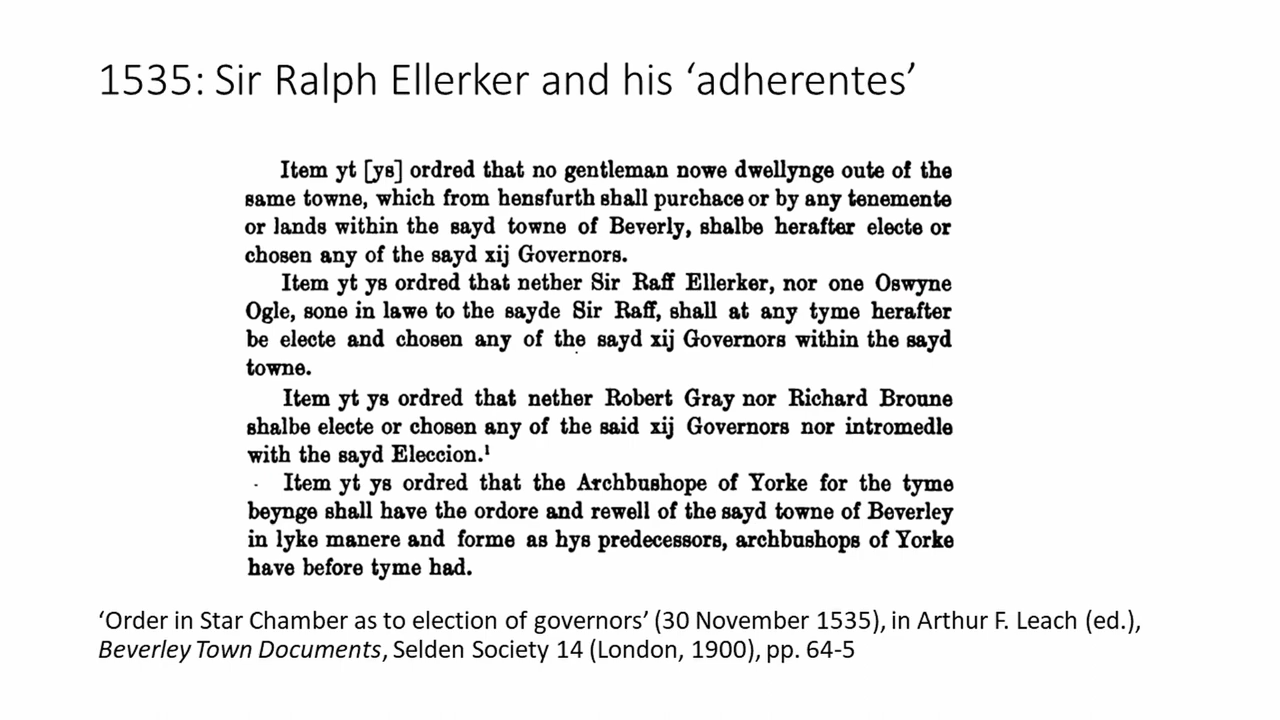 1535: Sir Ralph Ellerker and his ‘adherentes’
Item yt [ys] ordred that no gentleman nowe dwellynge oute of the
same towne, which from hensfurth shall purchace or by any tenemente
or lands within the sayd towne of Beverly, shalbe herafter electe or
chosen any of the sayd xij Governors.
Item yt ys ordred that nether Sir Raff Ellerker, nor one Oswyne
Ogle, sone in lawe to the sayde Sir Raff, shall at any tyme herafter
be electe and chosen any of the sayd xij Governors within the sayd
towne.
Item yt ys ordred that nether Robert Gray nor Richard Broune
shalbe electe or chosen any of the said xij Governors nor intromedle
with the sayd Eleccion.¹
Item yt ys ordred that the Archbushope of Yorke for the tyme
beynge shall have the ordore and rewell of the sayd towne of Beverley
in lyke manere and forme as hys predecessors, archbushops of Yorke
have before tyme had.
‘Order in Star Chamber as to election of governors’ (30 November 1535), in Arthur F. Leach (ed.),
Beverley Town Documents, Selden Society 14 (London, 1900), pp. 64-5